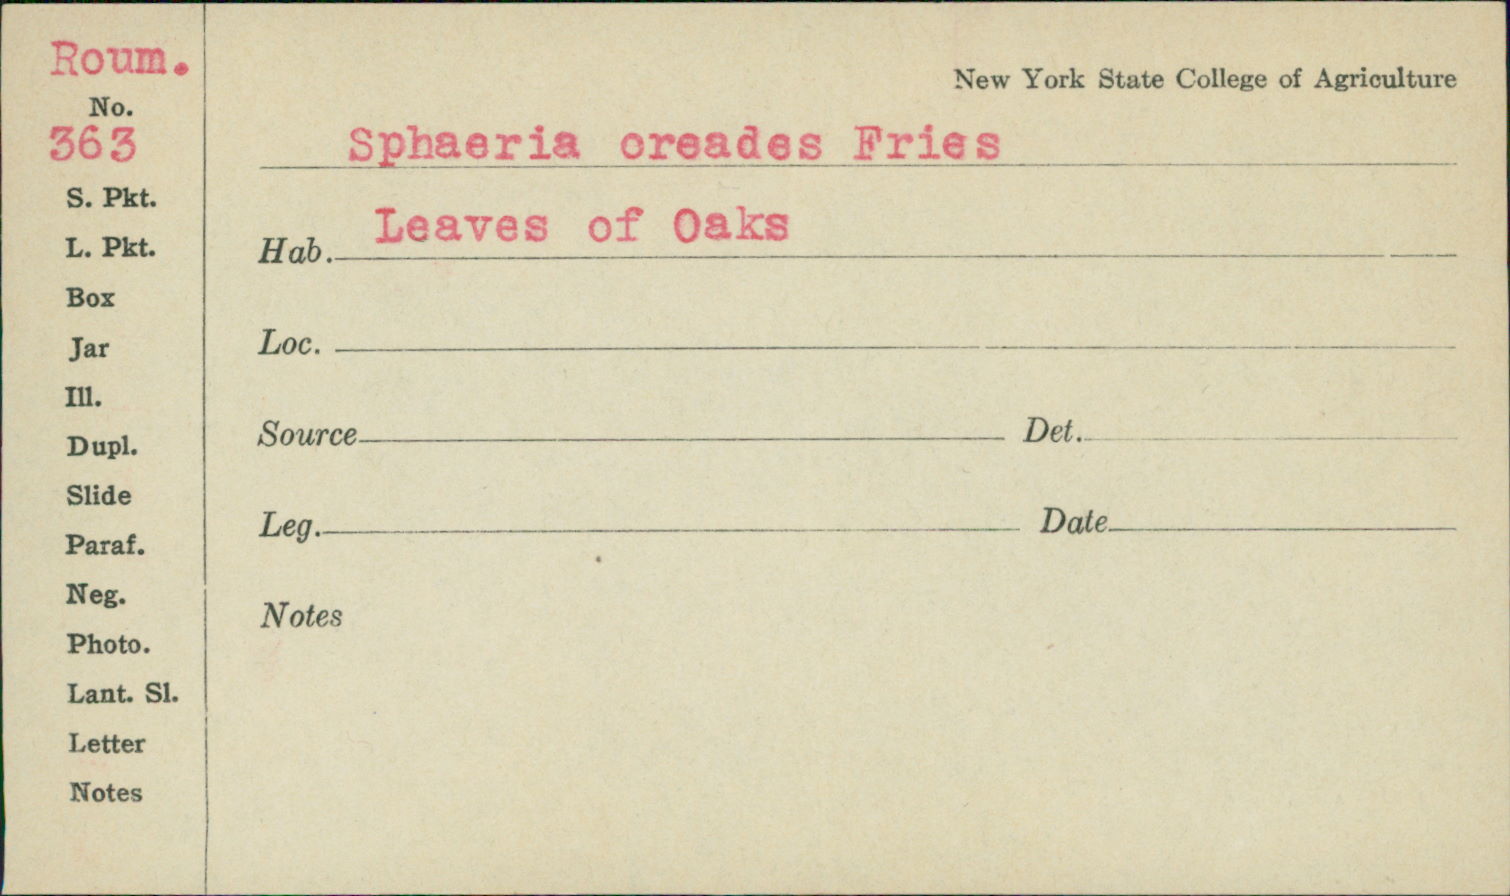 Roum.
No.
363
S. Pkt.
L. Pkt.
Box
Jar
Ill.
Dupl.
Slide
Paraf.
Neg.
Photo.
Lant. Sl.
Letter
Notes
New York State College of Agriculture
Sphaeria oreades Fries
Hab. Leaves of Oaks
Loc.
Source Det.
Leg. Date
Notes